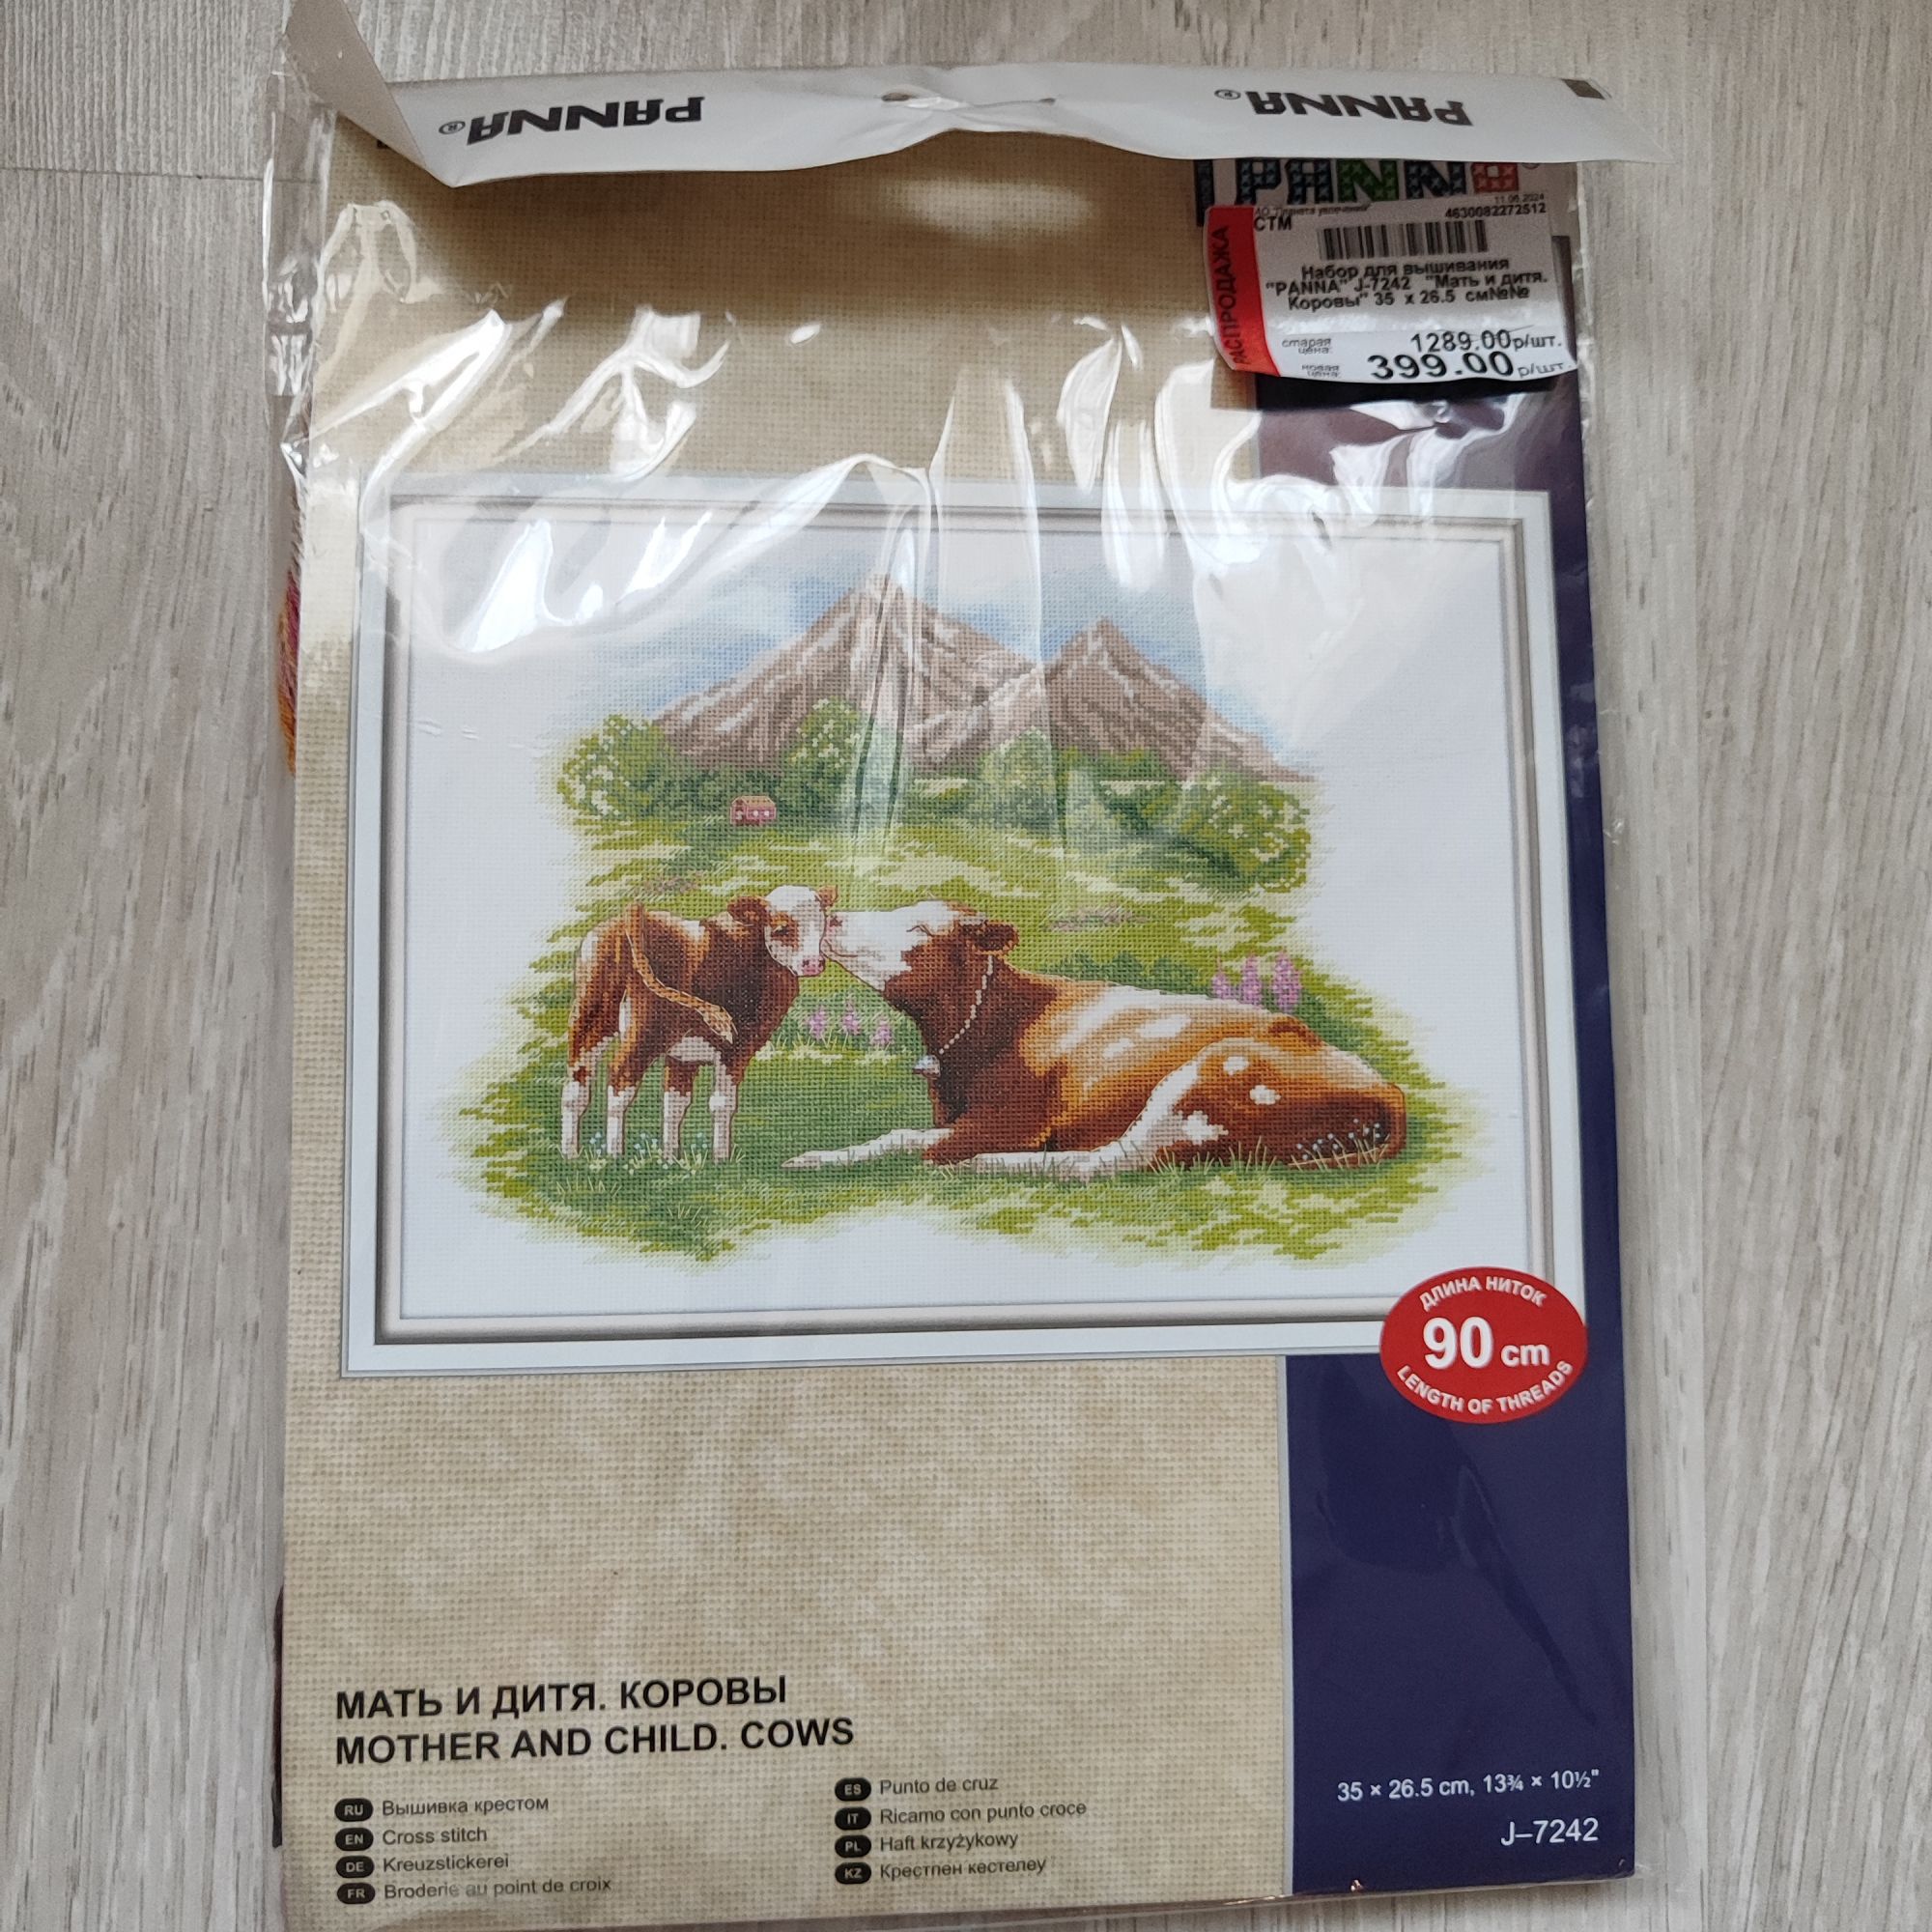 PANNA®
PANNA®
PANNA
11.06.2024
АО "Планета увлечений"
4630082272512
СТМ
РАСПРОДАЖА
Набор для вышивания
"PANNA" J-7242 "Мать и дитя.
Коровы" 35 x 26.5 см№№
старая цена: 1289.00р/шт.
новая цена: 399.00р/шт.
ДЛИНА НИТОК
90 cm
LENGTH OF THREADS
МАТЬ И ДИТЯ. КОРОВЫ
MOTHER AND CHILD. COWS
RU Вышивка крестом
EN Cross stitch
DE Kreuzstickerei
FR Broderie au point de croix
ES Punto de cruz
IT Ricamo con punto croce
PL Haft krzyżykowy
KZ Крестпен кестелеу
35 × 26.5 cm, 13¾ × 10½"
J–7242